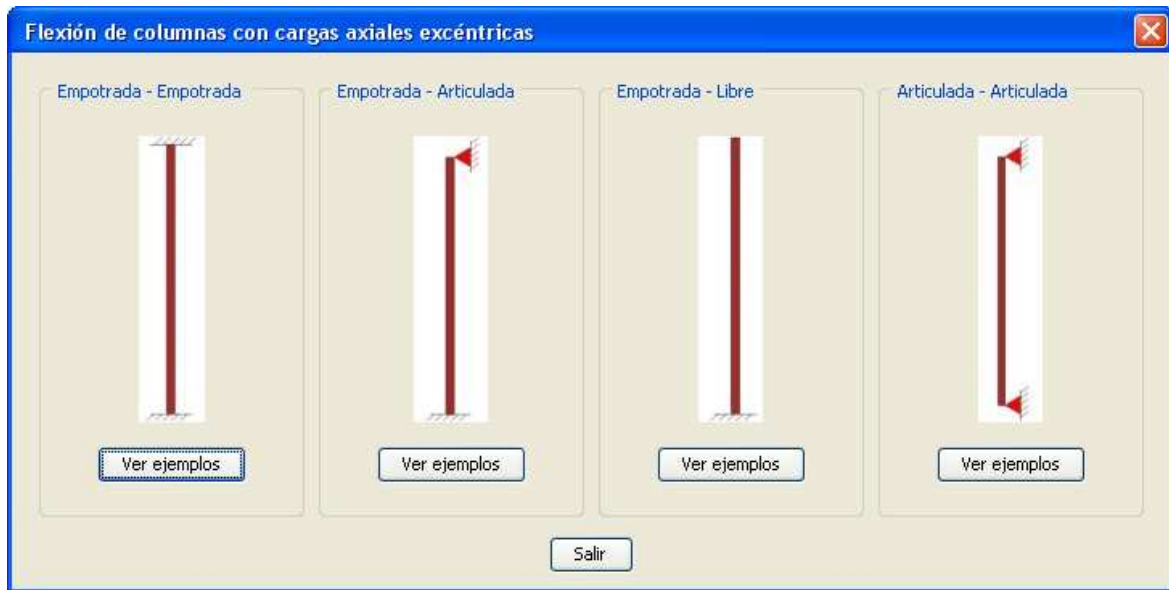 Flexión de columnas con cargas axiales excéntricas
Empotrada - Empotrada
Empotrada - Articulada
Empotrada - Libre
Articulada - Articulada
Ver ejemplos
Ver ejemplos
Ver ejemplos
Ver ejemplos
Salir